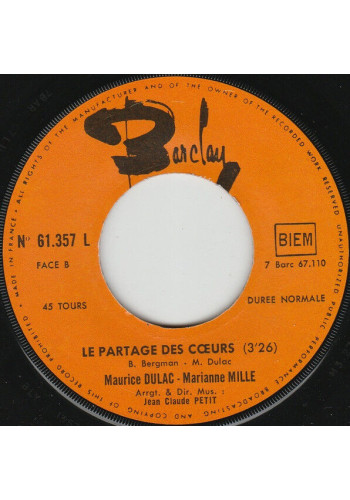 ALL RIGHTS OF THE MANUFACTURER AND OF THE OWNER OF THE RECORDED WORK RESERVED. UNAUTHORIZED PUBLIC PERFORMANCE BROADCASTING AND COPYING OF THIS RECORD PROHIBITED • MADE IN FRANCE •
Barclay
N° 61.357 L
BIEM
FACE B
7 Barc 67.110
45 TOURS
DUREE NORMALE
LE PARTAGE DES CŒURS (3'26)
B. Bergman - M. Dulac
Maurice DULAC - Marianne MILLE
Arrgt. & Dir. Mus. :
Jean Claude PETIT